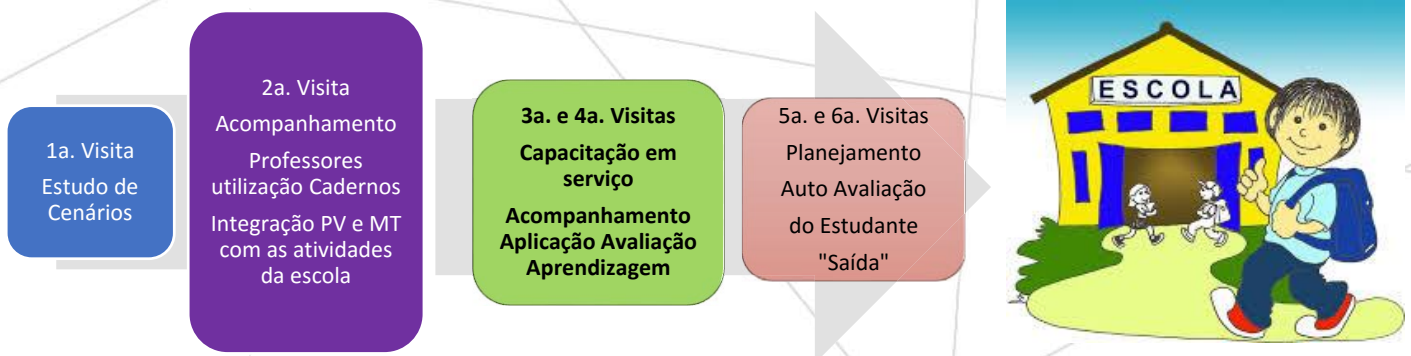 1a. Visita
Estudo de
Cenários
2a. Visita
Acompanhamento
Professores
utilização Cadernos
Integração PV e MT
com as atividades
da escola
3a. e 4a. Visitas
Capacitação em
serviço
Acompanhamento
Aplicação Avaliação
Aprendizagem
5a. e 6a. Visitas
Planejamento
Auto Avaliação
do Estudante
"Saída"
ESCOLA